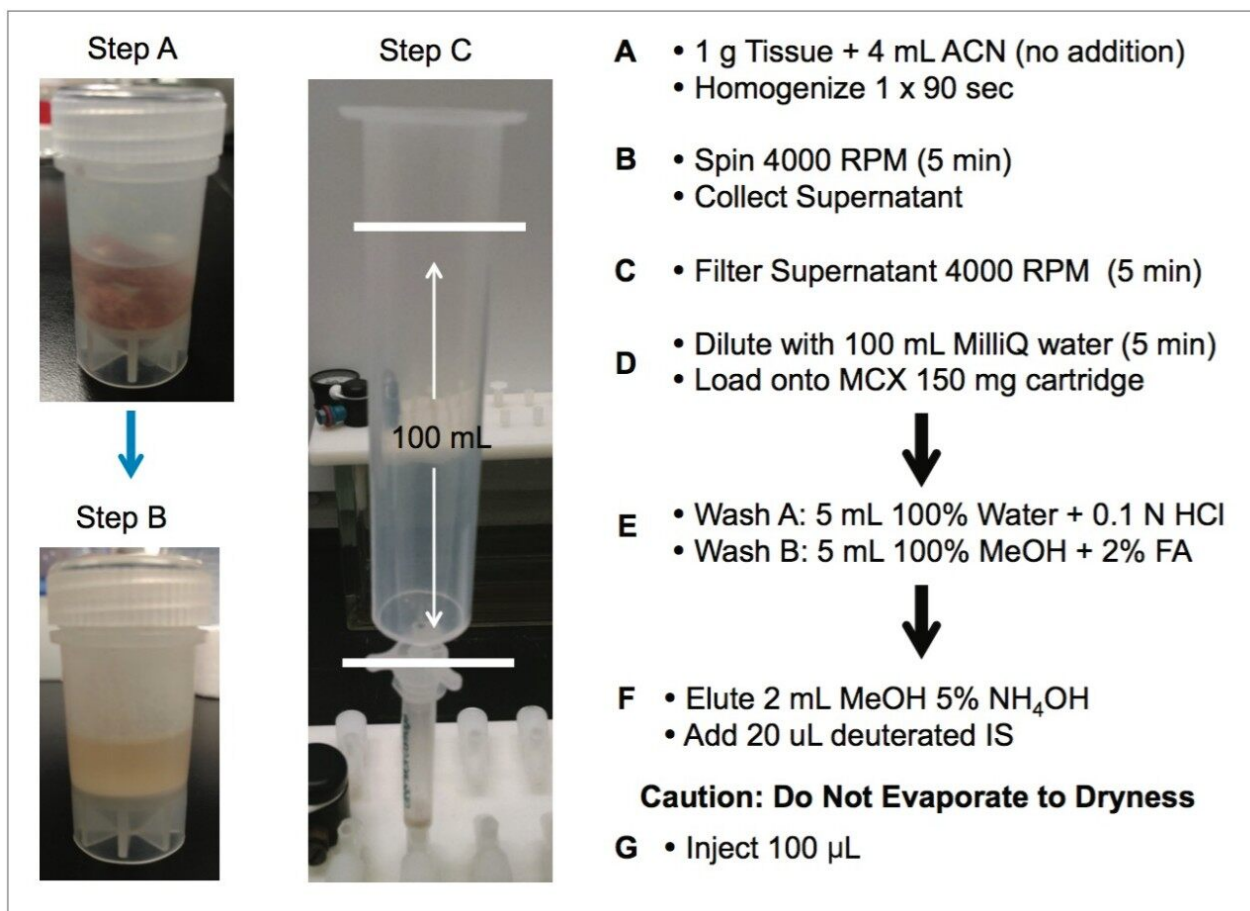 Step A
Step B
Step C
100 mL
A • 1 g Tissue + 4 mL ACN (no addition)
• Homogenize 1 x 90 sec
B • Spin 4000 RPM (5 min)
• Collect Supernatant
C • Filter Supernatant 4000 RPM (5 min)
D • Dilute with 100 mL MilliQ water (5 min)
• Load onto MCX 150 mg cartridge
E • Wash A: 5 mL 100% Water + 0.1 N HCl
• Wash B: 5 mL 100% MeOH + 2% FA
F • Elute 2 mL MeOH 5% NH₄OH
• Add 20 uL deuterated IS
Caution: Do Not Evaporate to Dryness
G • Inject 100 µL